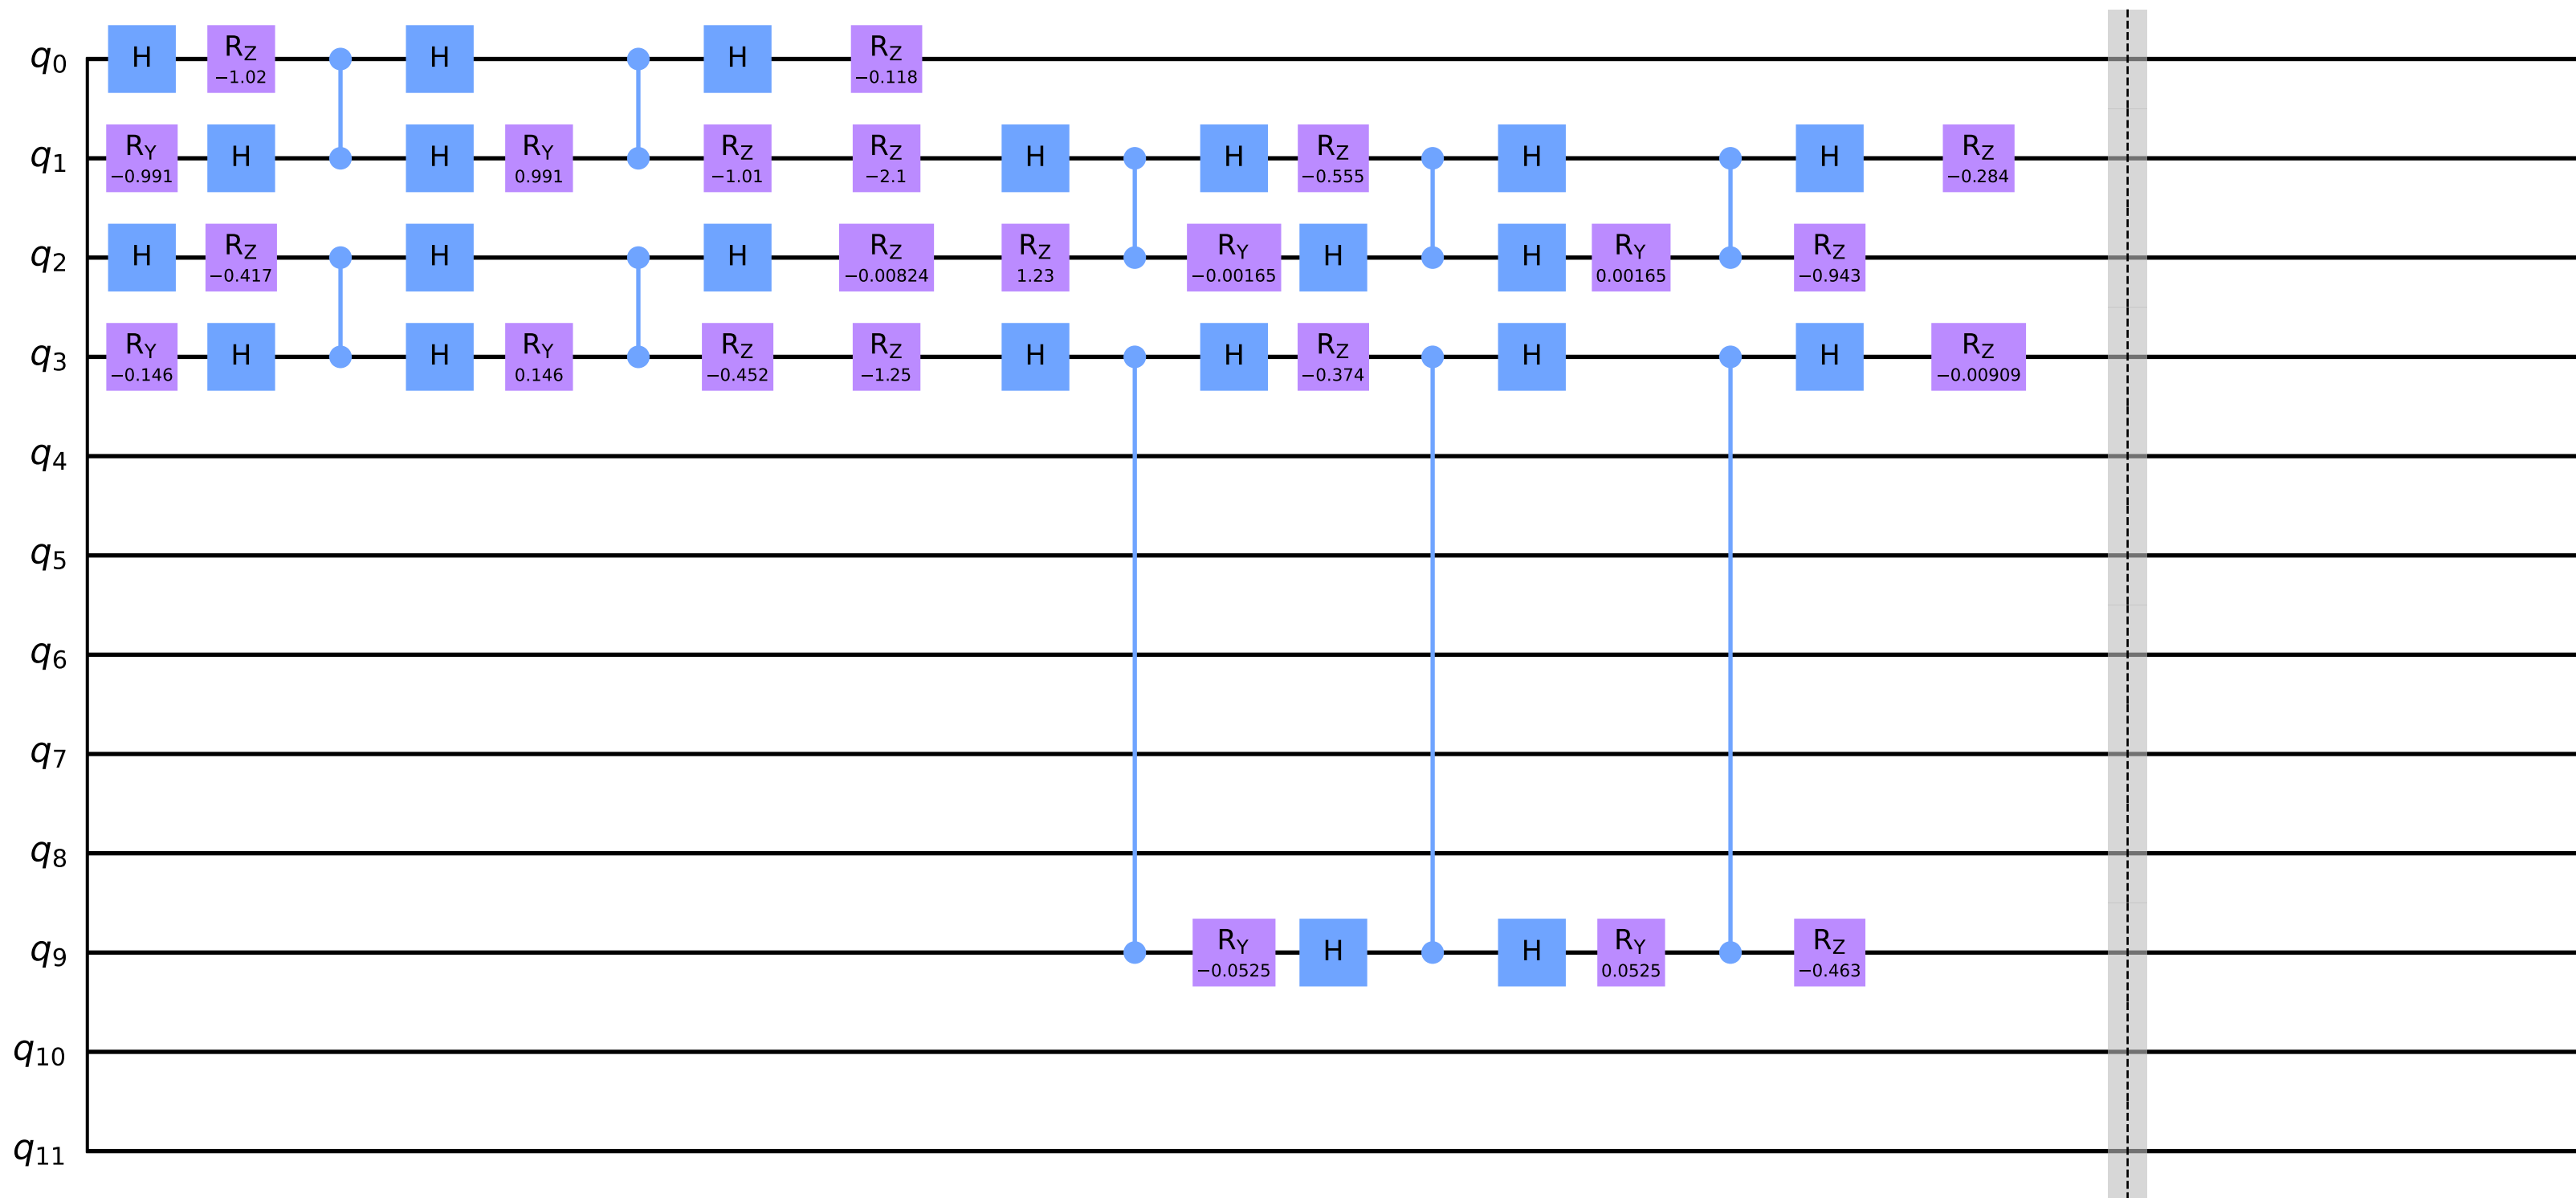 q0 H RZ −1.02 H H RZ −0.118
q1 RY −0.991 H H RY 0.991 RZ −1.01 RZ −2.1 H H RZ −0.555 H H RZ −0.284
q2 H RZ −0.417 H H RZ −0.00824 RZ 1.23 RY −0.00165 H H RY 0.00165 RZ −0.943
q3 RY −0.146 H H RY 0.146 RZ −0.452 RZ −1.25 H H RZ −0.374 H H RZ −0.00909
q4
q5
q6
q7
q8
q9 RY −0.0525 H H RY 0.0525 RZ −0.463
q10
q11